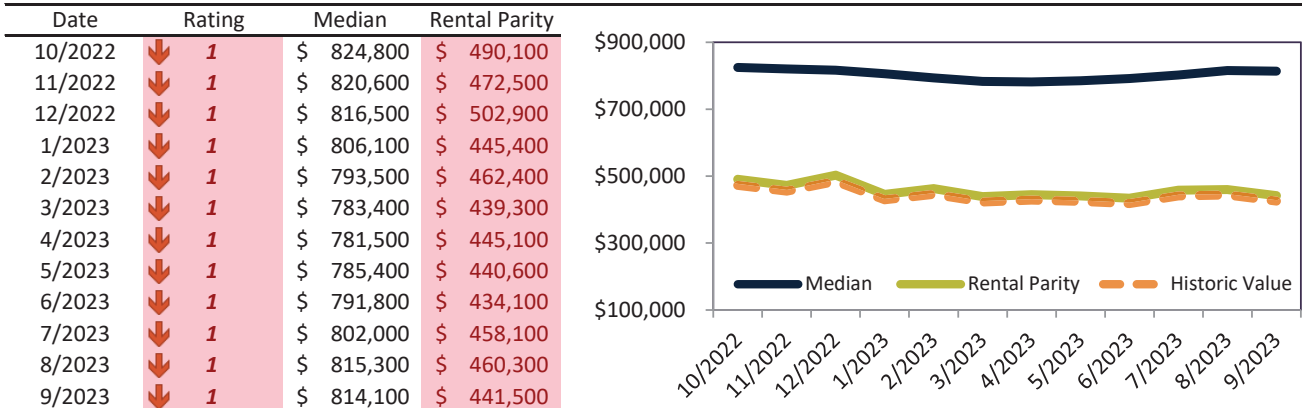 Date Rating Median Rental Parity
10/2022 1 $ 824,800 $ 490,100
11/2022 1 $ 820,600 $ 472,500
12/2022 1 $ 816,500 $ 502,900
1/2023 1 $ 806,100 $ 445,400
2/2023 1 $ 793,500 $ 462,400
3/2023 1 $ 783,400 $ 439,300
4/2023 1 $ 781,500 $ 445,100
5/2023 1 $ 785,400 $ 440,600
6/2023 1 $ 791,800 $ 434,100
7/2023 1 $ 802,000 $ 458,100
8/2023 1 $ 815,300 $ 460,300
9/2023 1 $ 814,100 $ 441,500
$900,000
$700,000
$500,000
$300,000
$100,000
Median Rental Parity Historic Value
10/2022 11/2022 12/2022 1/2023 2/2023 3/2023 4/2023 5/2023 6/2023 7/2023 8/2023 9/2023